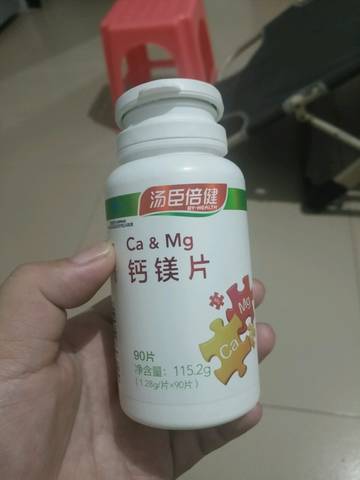 汤臣倍健
BY-HEALTH
Ca & Mg
钙镁片
Mg
Ca
90片
净含量：115.2g
（1.28g/片×90片）